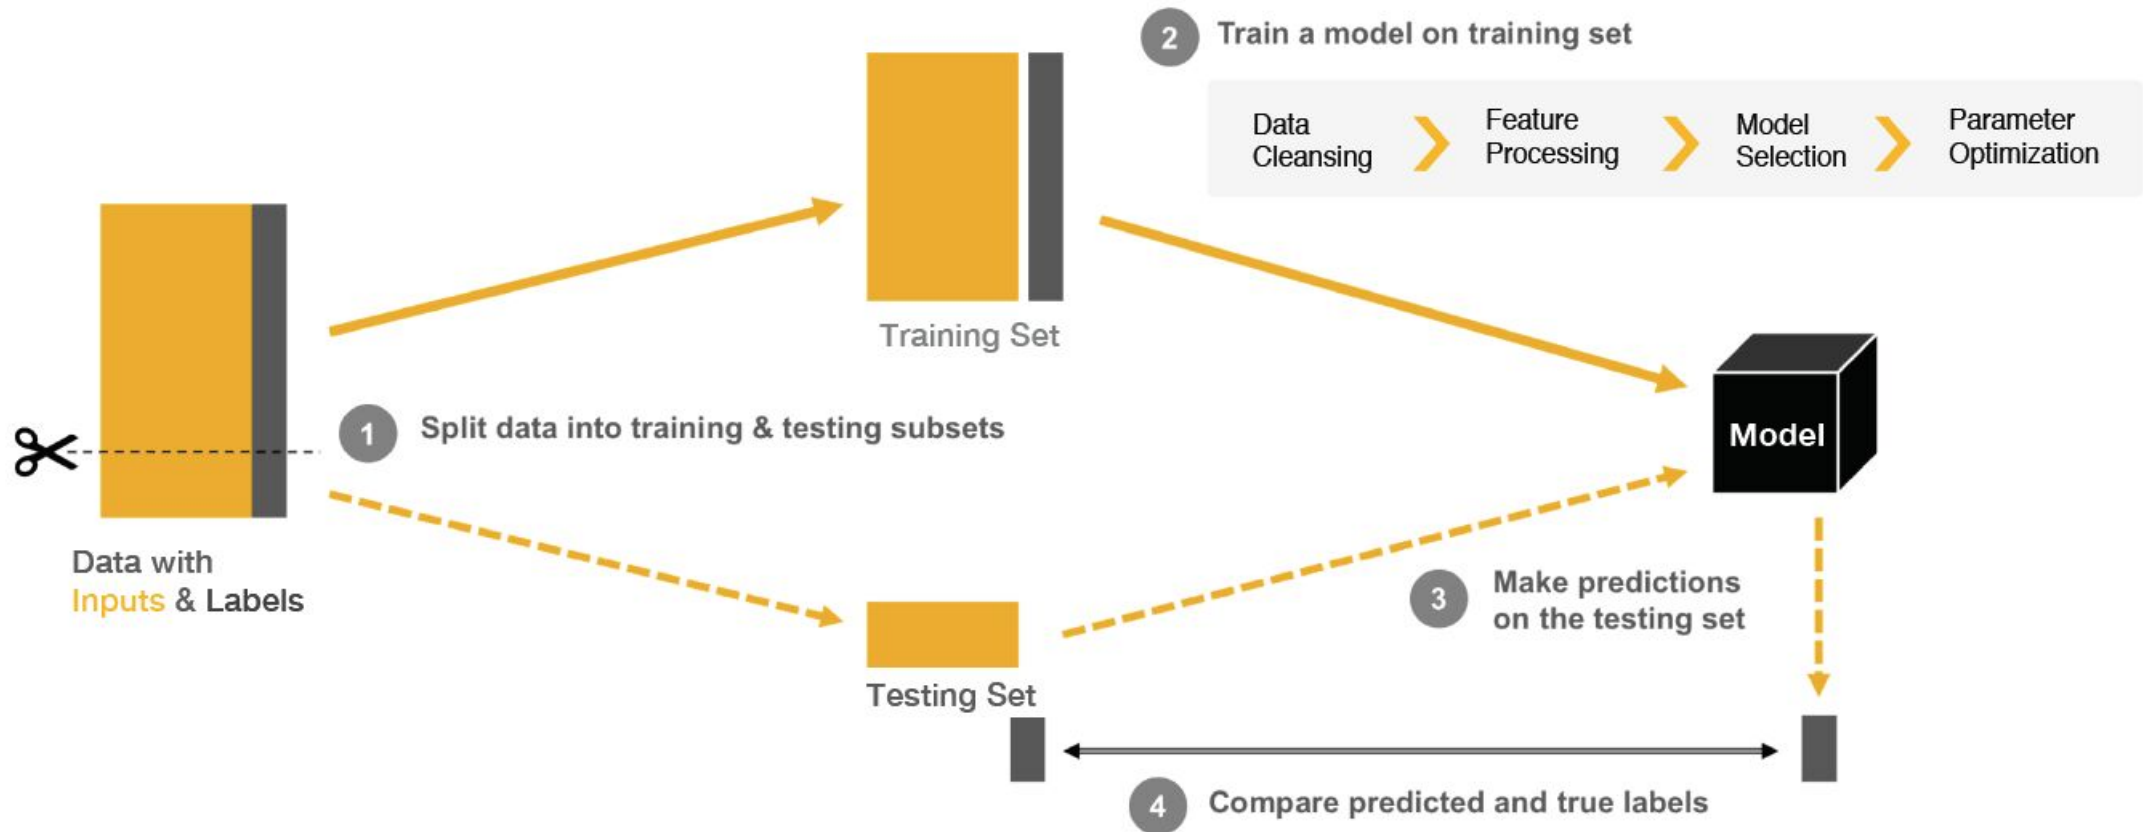 2 Train a model on training set
Data
Cleansing
Feature
Processing
Model
Selection
Parameter
Optimization
Training Set
1 Split data into training & testing subsets
Model
Data with
Inputs & Labels
3 Make predictions
on the testing set
Testing Set
4 Compare predicted and true labels